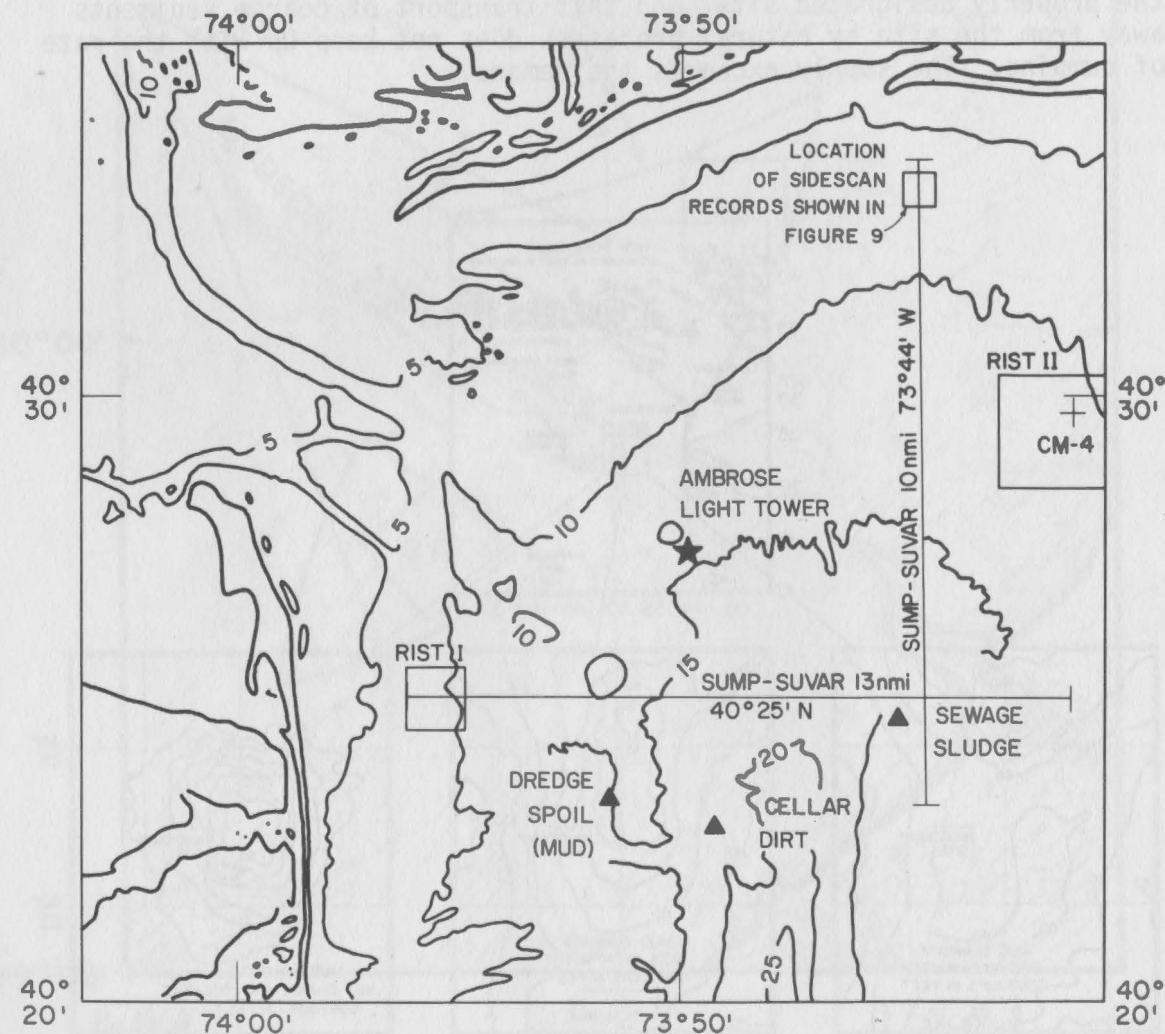 74°00'
73°50'
10
LOCATION
OF SIDESCAN
RECORDS SHOWN IN
FIGURE 9
5
40°
30'
SUMP-SUVAR 10nmi 73°44' W
RIST II
40°
30'
CM-4
5
5
10
AMBROSE
LIGHT TOWER
10
RIST I
15
SUMP-SUVAR 13nmi
40°25' N
SEWAGE
SLUDGE
DREDGE
SPOIL
(MUD)
20
CELLAR
DIRT
25
40°
20'
74°00'
73°50'
40°
20'